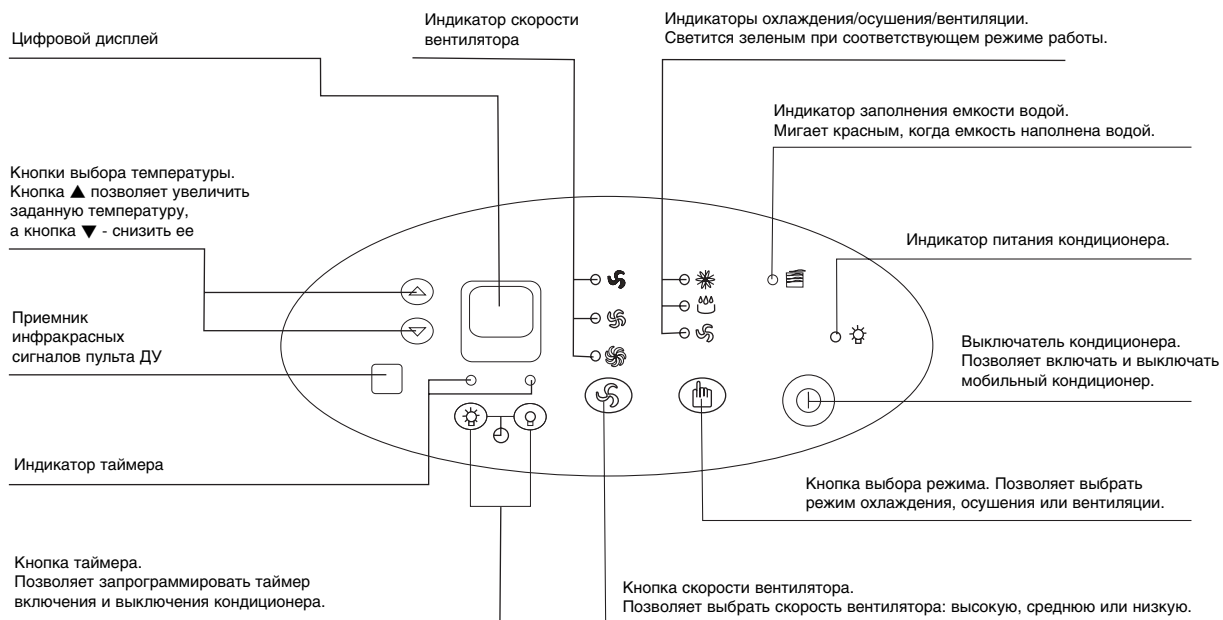 Цифровой дисплей
Индикатор скорости
вентилятора
Индикаторы охлаждения/осушения/вентиляции.
Светится зеленым при соответствующем режиме работы.
Индикатор заполнения емкости водой.
Мигает красным, когда емкость наполнена водой.
Кнопки выбора температуры.
Кнопка ▲ позволяет увеличить
заданную температуру,
а кнопка ▼ - снизить ее
Индикатор питания кондиционера.
Приемник
инфракрасных
сигналов пульта ДУ
Выключатель кондиционера.
Позволяет включать и выключать
мобильный кондиционер.
Индикатор таймера
Кнопка выбора режима. Позволяет выбрать
режим охлаждения, осушения или вентиляции.
Кнопка таймера.
Позволяет запрограммировать таймер
включения и выключения кондиционера.
Кнопка скорости вентилятора.
Позволяет выбрать скорость вентилятора: высокую, среднюю или низкую.